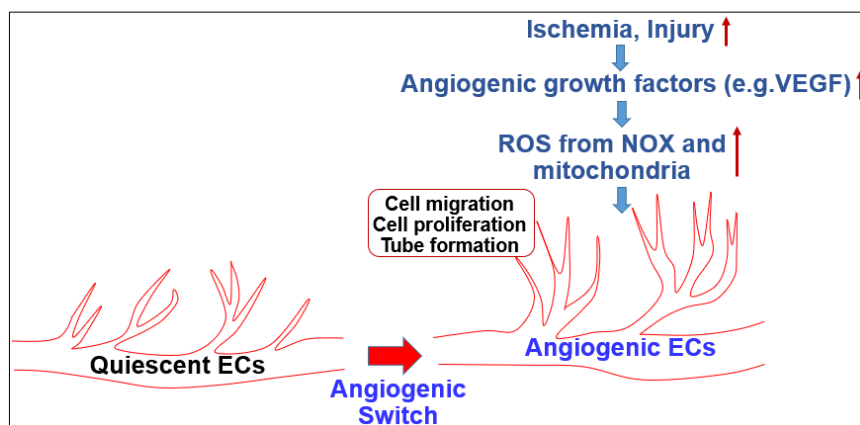 Ischemia, Injury
Angiogenic growth factors (e.g.VEGF)
ROS from NOX and
mitochondria
Cell migration
Cell proliferation
Tube formation
Quiescent ECs
Angiogenic
Switch
Angiogenic ECs